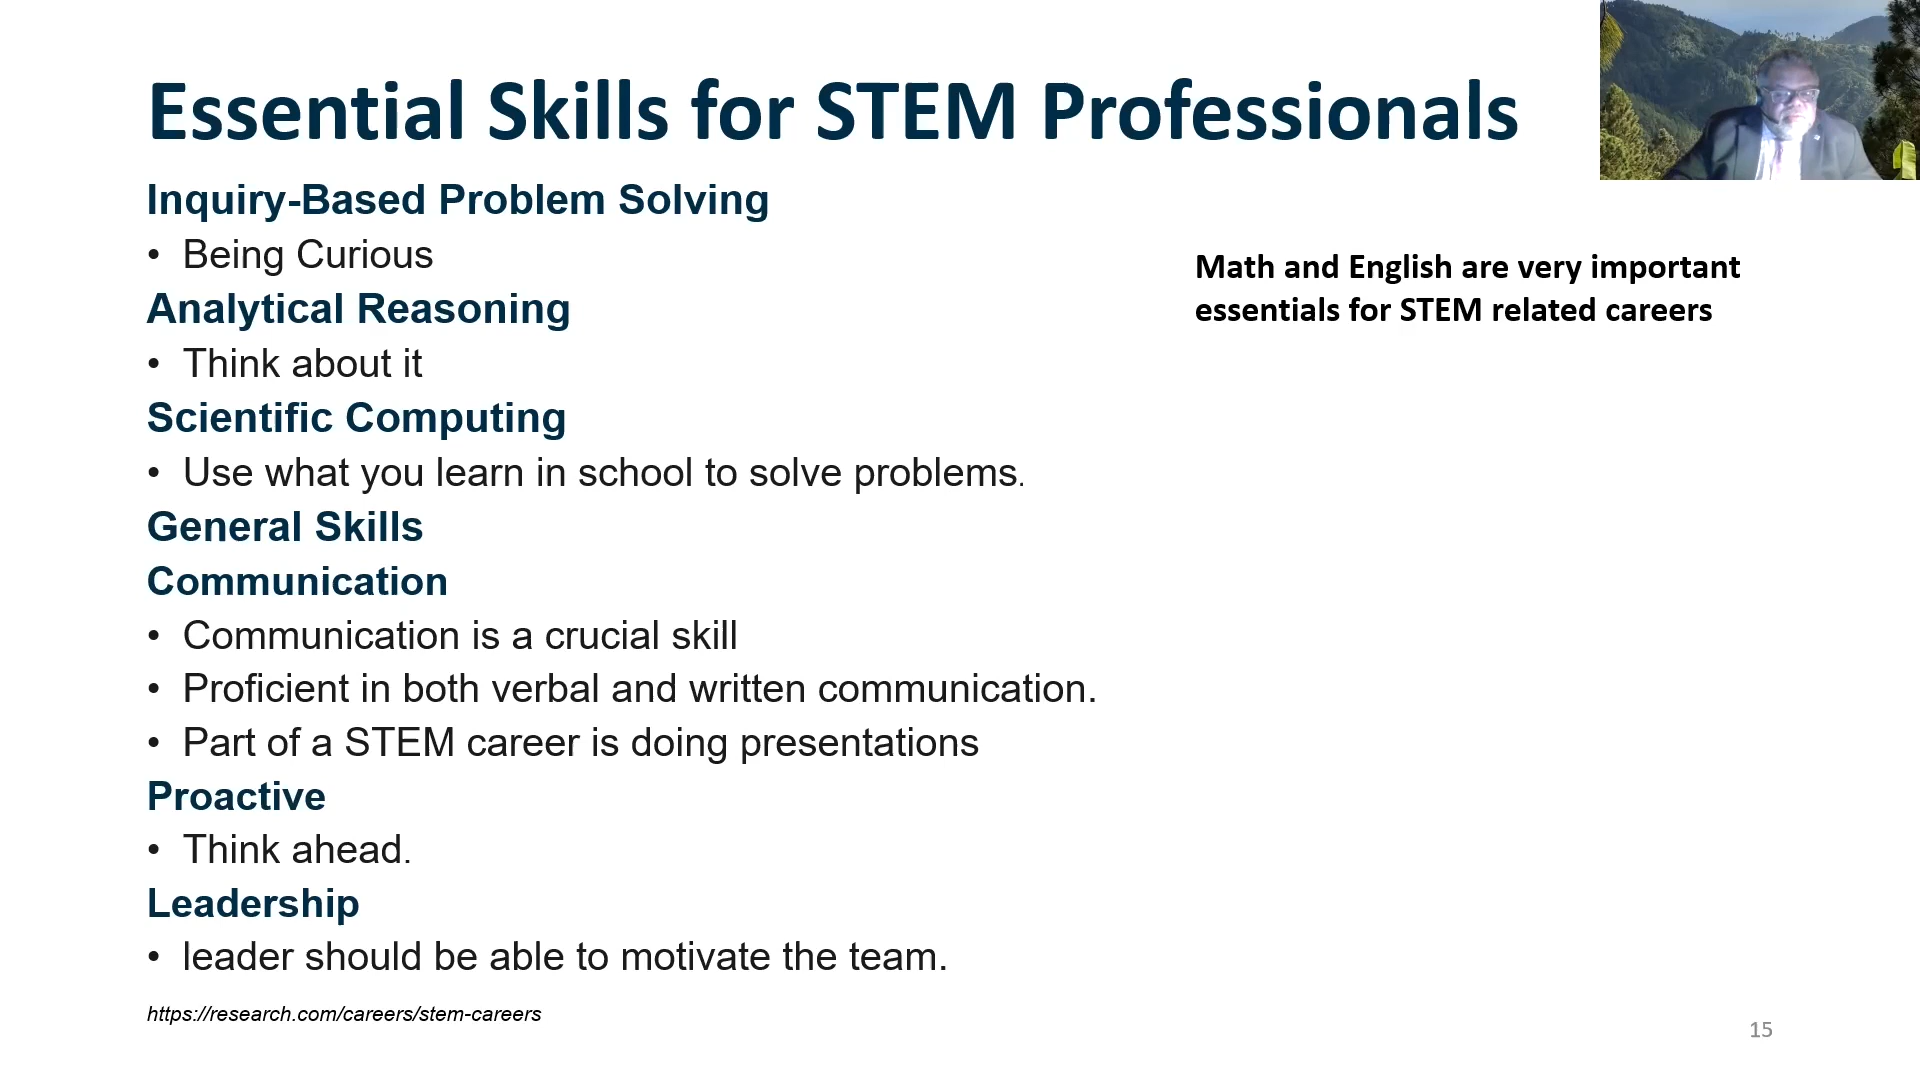 Essential Skills for STEM Professionals
Inquiry-Based Problem Solving
• Being Curious
Analytical Reasoning
• Think about it
Scientific Computing
• Use what you learn in school to solve problems.
General Skills
Communication
• Communication is a crucial skill
• Proficient in both verbal and written communication.
• Part of a STEM career is doing presentations
Proactive
• Think ahead.
Leadership
• leader should be able to motivate the team.
https://research.com/careers/stem-careers
Math and English are very important
essentials for STEM related careers
15